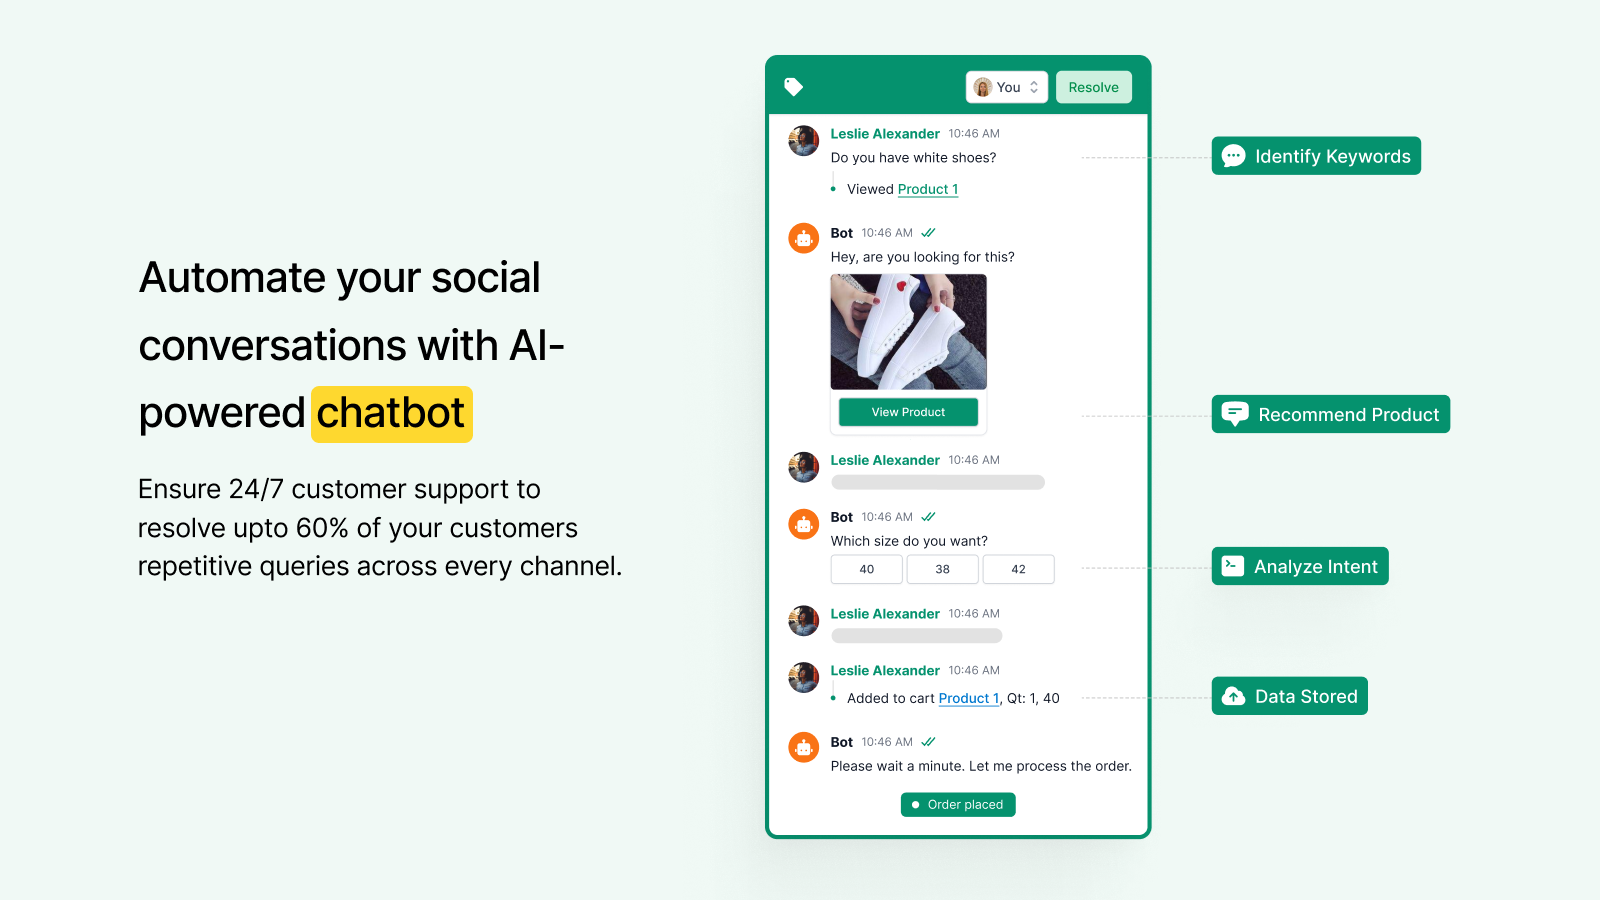 Automate your social
conversations with AI-
powered chatbot
Ensure 24/7 customer support to
resolve upto 60% of your customers
repetitive queries across every channel.
You
Resolve
Leslie Alexander 10:46 AM
Do you have white shoes?
Viewed Product 1
Bot 10:46 AM
Hey, are you looking for this?
View Product
Leslie Alexander 10:46 AM
Bot 10:46 AM
Which size do you want?
40 38 42
Leslie Alexander 10:46 AM
Leslie Alexander 10:46 AM
Added to cart Product 1, Qt: 1, 40
Bot 10:46 AM
Please wait a minute. Let me process the order.
Order placed
Identify Keywords
Recommend Product
Analyze Intent
Data Stored